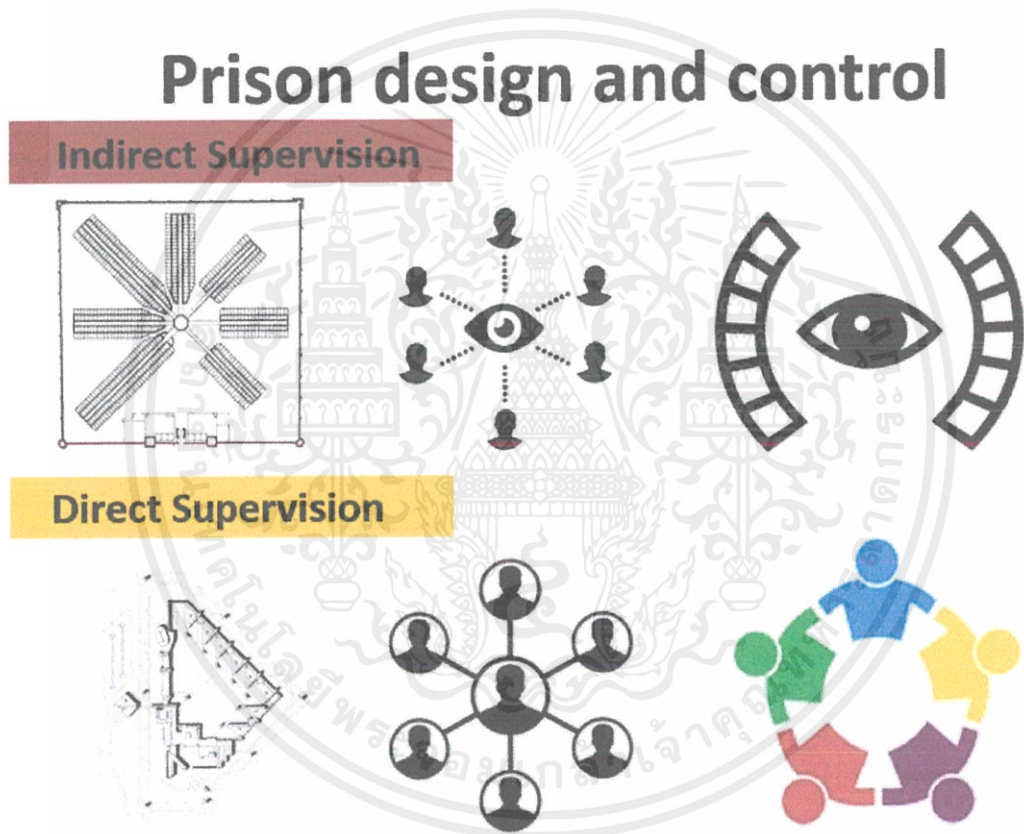 Prison design and control
Indirect Supervision
Direct Supervision